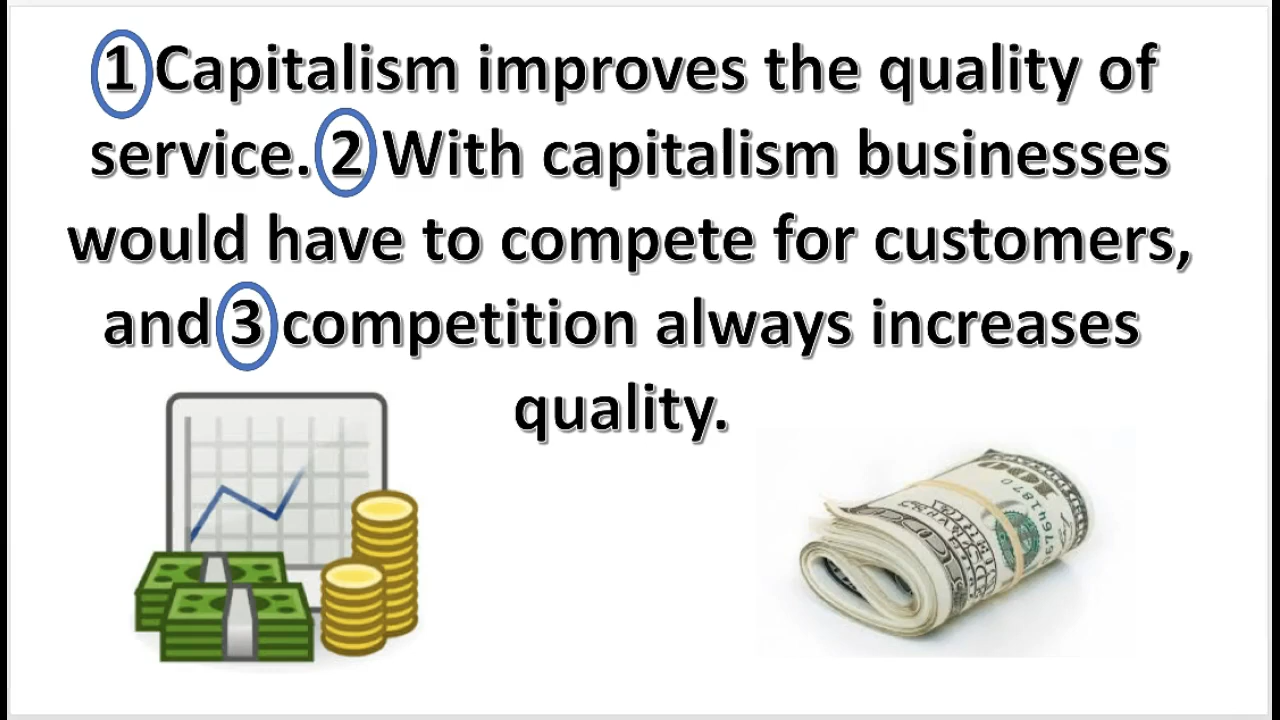 1 Capitalism improves the quality of
service. 2 With capitalism businesses
would have to compete for customers,
and 3 competition always increases
quality.
100